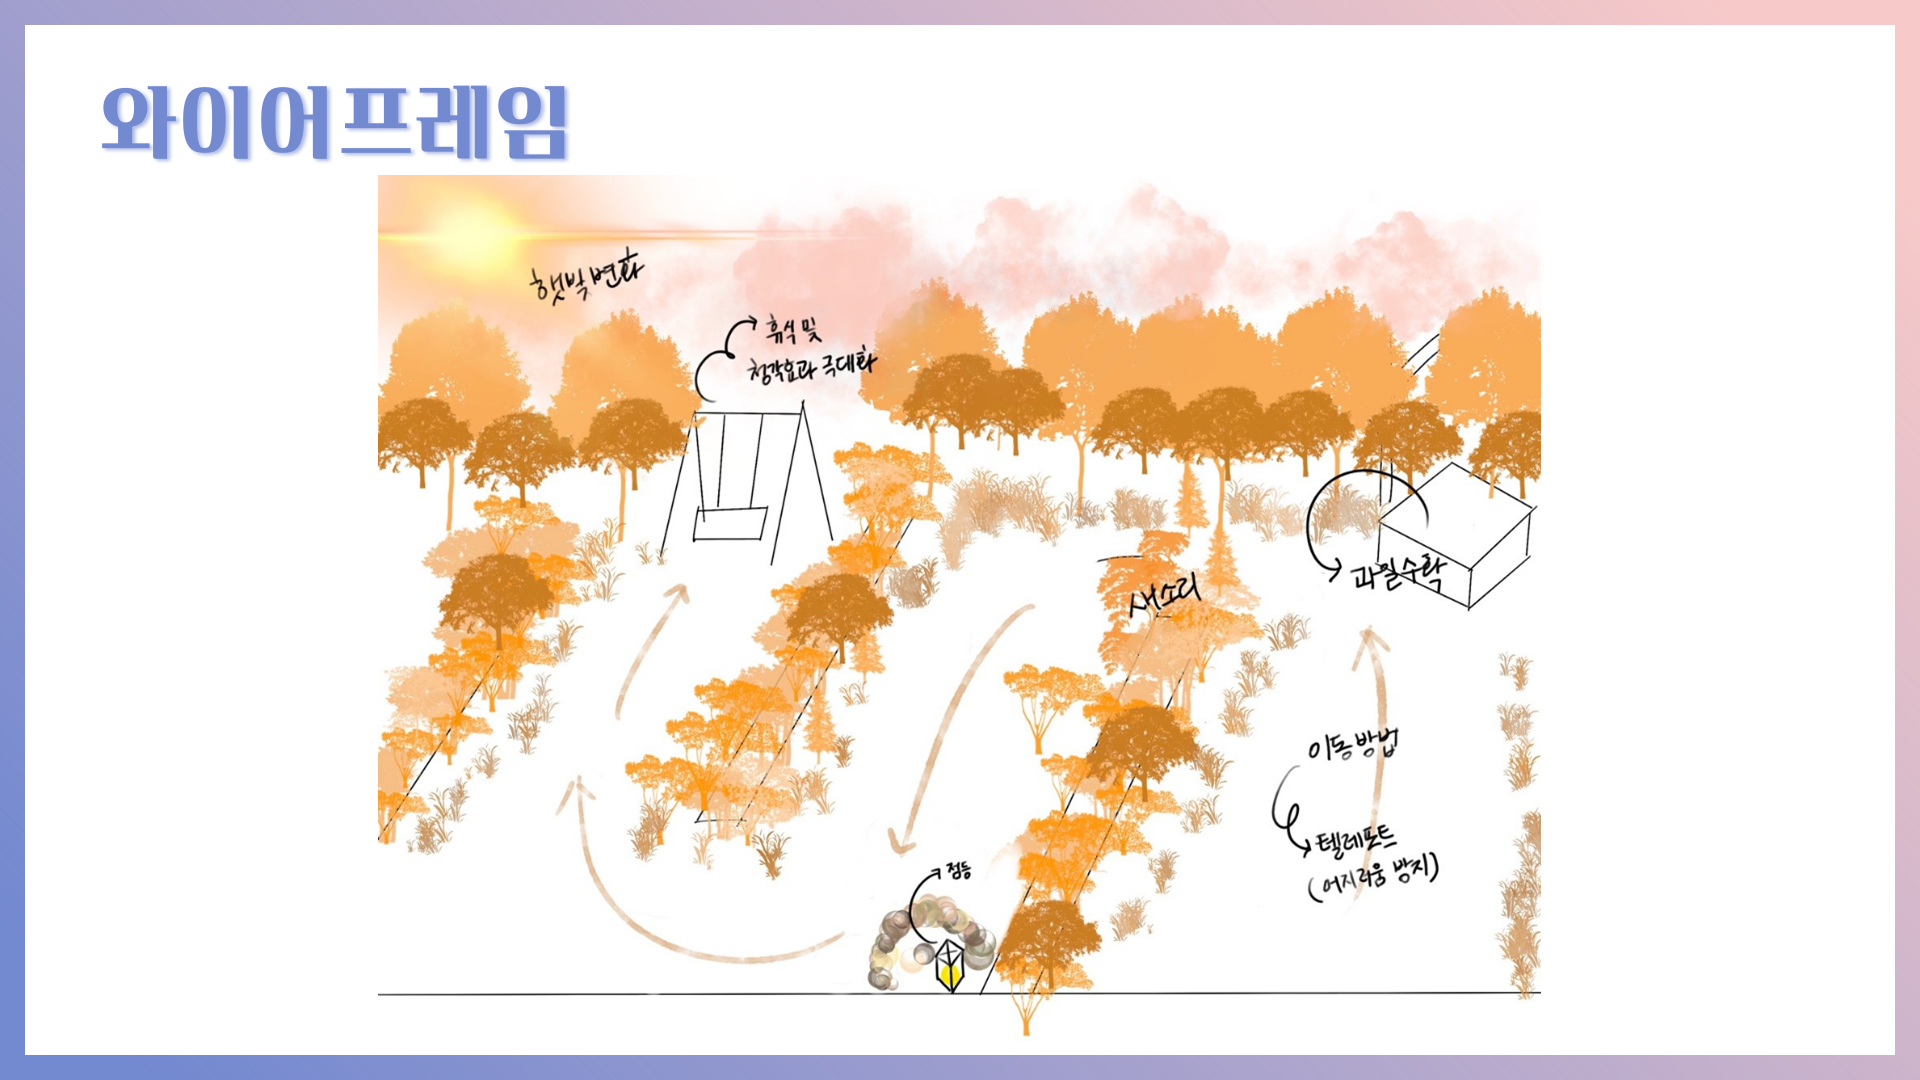 와이어프레임
햇빛변화
휴식 및
청각효과 극대화
과일수확
새소리
이동방법
텔레포트
(어지러움 방지)
점등